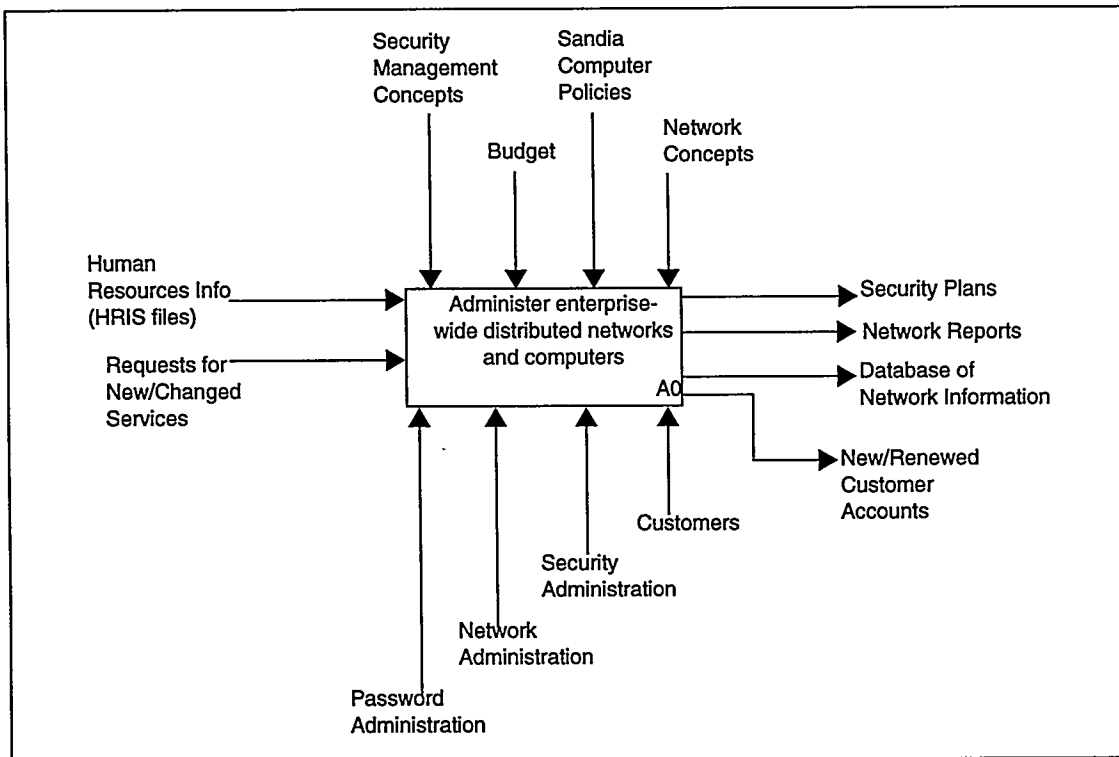 Security
Management
Concepts
Sandia
Computer
Policies
Budget
Network
Concepts
Human
Resources Info
(HRIS files)
Requests for
New/Changed
Services
Administer enterprise-
wide distributed networks
and computers
A0
Security Plans
Network Reports
Database of
Network Information
New/Renewed
Customer
Accounts
Customers
Security
Administration
Network
Administration
Password
Administration